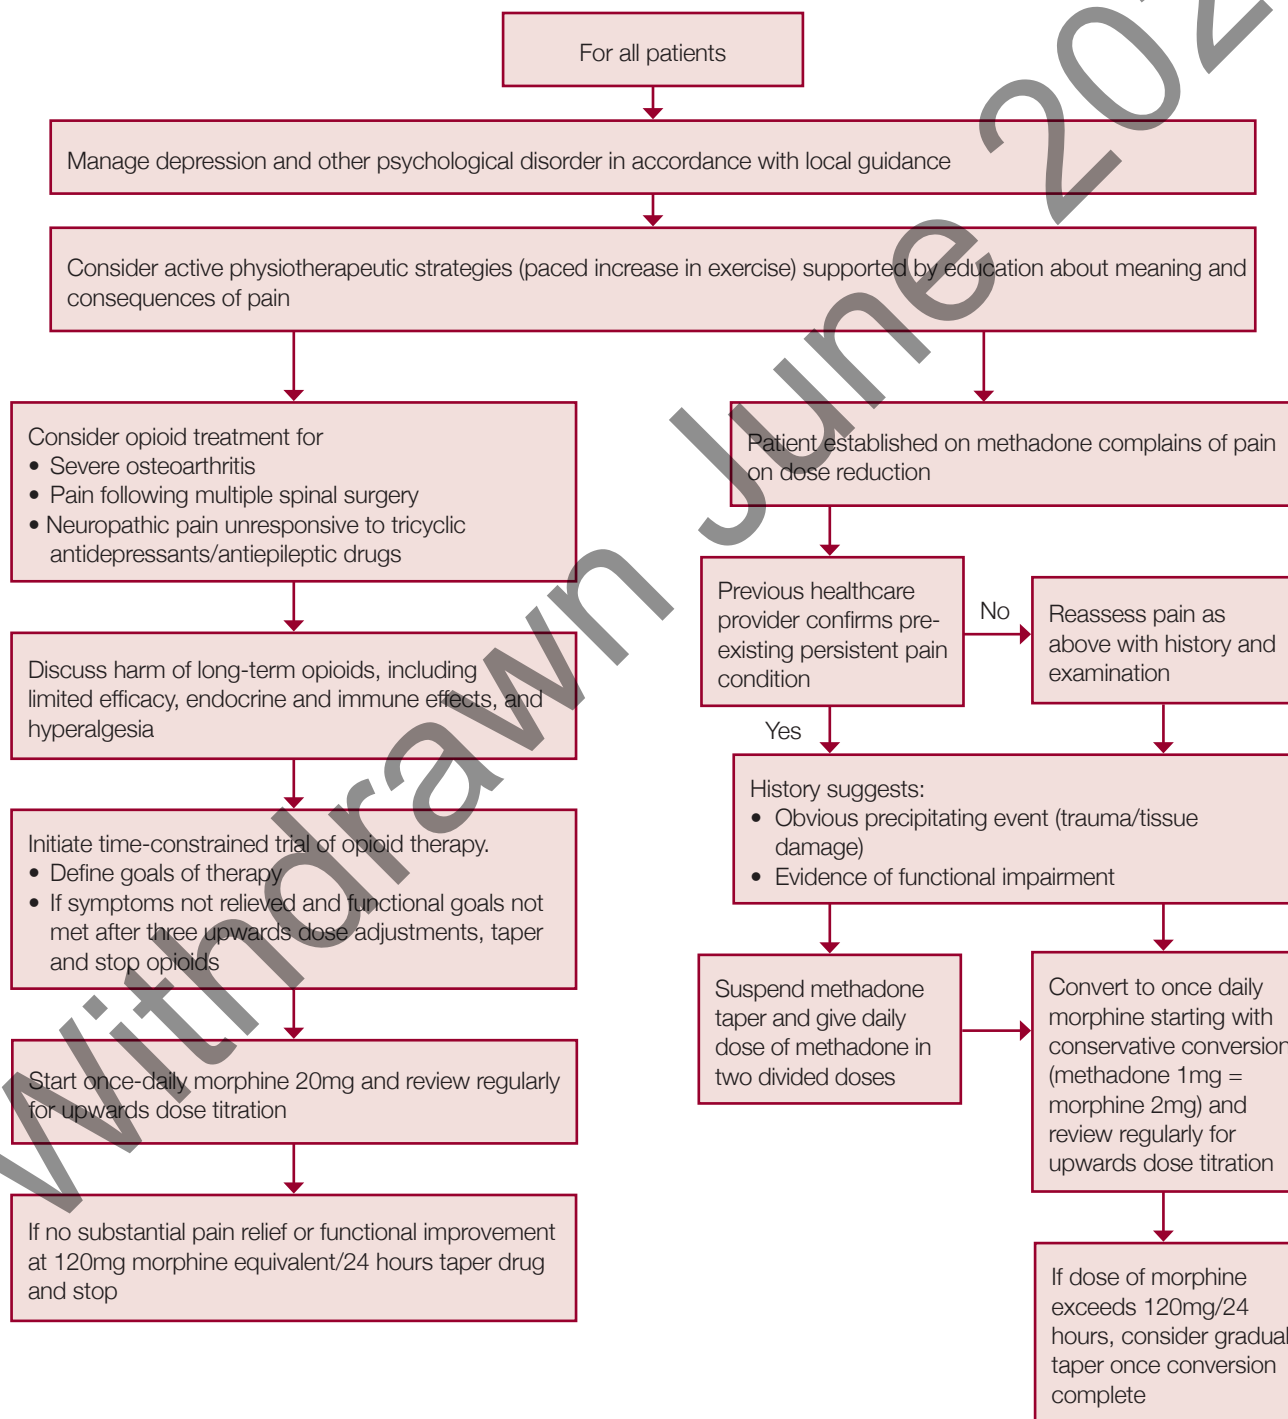 For all patients
Manage depression and other psychological disorder in accordance with local guidance
Consider active physiotherapeutic strategies (paced increase in exercise) supported by education about meaning and
consequences of pain
Consider opioid treatment for
• Severe osteoarthritis
• Pain following multiple spinal surgery
• Neuropathic pain unresponsive to tricyclic
antidepressants/antiepileptic drugs
Discuss harm of long-term opioids, including
limited efficacy, endocrine and immune effects, and
hyperalgesia
Initiate time-constrained trial of opioid therapy.
• Define goals of therapy
• If symptoms not relieved and functional goals not
met after three upwards dose adjustments, taper
and stop opioids
Start once-daily morphine 20mg and review regularly
for upwards dose titration
If no substantial pain relief or functional improvement
at 120mg morphine equivalent/24 hours taper drug
and stop
Patient established on methadone complains of pain
on dose reduction
Previous healthcare
provider confirms pre-
existing persistent pain
condition
No
Reassess pain as
above with history and
examination
Yes
History suggests:
• Obvious precipitating event (trauma/tissue
damage)
• Evidence of functional impairment
Suspend methadone
taper and give daily
dose of methadone in
two divided doses
Convert to once daily
morphine starting with
conservative conversion
(methadone 1mg =
morphine 2mg) and
review regularly for
upwards dose titration
If dose of morphine
exceeds 120mg/24
hours, consider gradual
taper once conversion
complete
Withdrawn June 202